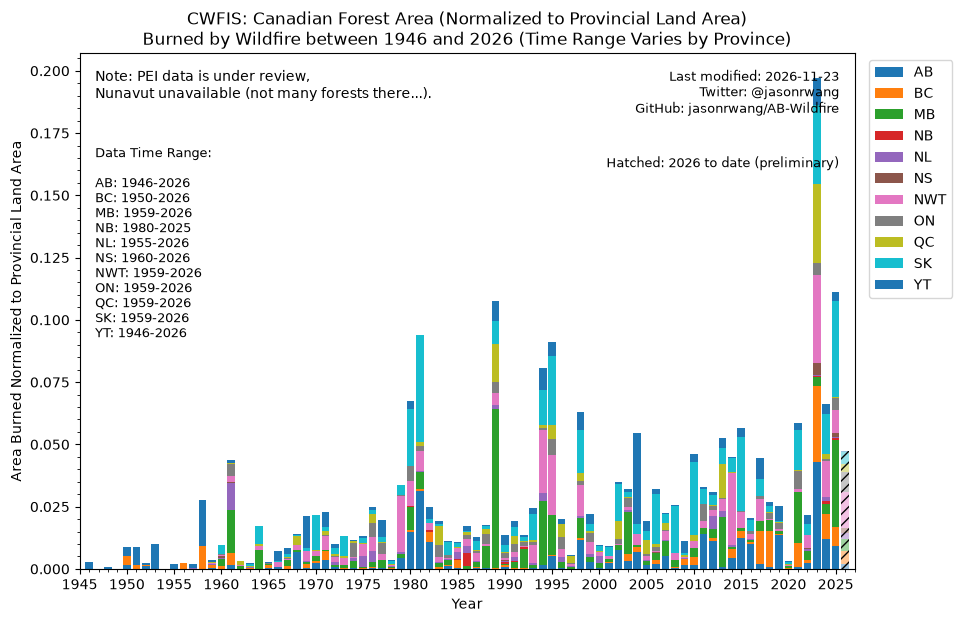 CWFIS: Canadian Forest Area (Normalized to Provincial Land Area)
Burned by Wildfire between 1946 and 2026 (Time Range Varies by Province)
Note: PEI data is under review,
Nunavut unavailable (not many forests there...).
Last modified: 2026-11-23
Twitter: @jasonrwang
GitHub: jasonrwang/AB-Wildfire
Hatched: 2026 to date (preliminary)
Data Time Range:
AB: 1946-2026
BC: 1950-2026
MB: 1959-2026
NB: 1980-2025
NL: 1955-2026
NS: 1960-2026
NWT: 1959-2026
ON: 1959-2026
QC: 1959-2026
SK: 1959-2026
YT: 1946-2026
AB
BC
MB
NB
NL
NS
NWT
ON
QC
SK
YT
Area Burned Normalized to Provincial Land Area
0.200
0.175
0.150
0.125
0.100
0.075
0.050
0.025
0.000
1945 1950 1955 1960 1965 1970 1975 1980 1985 1990 1995 2000 2005 2010 2015 2020 2025
Year